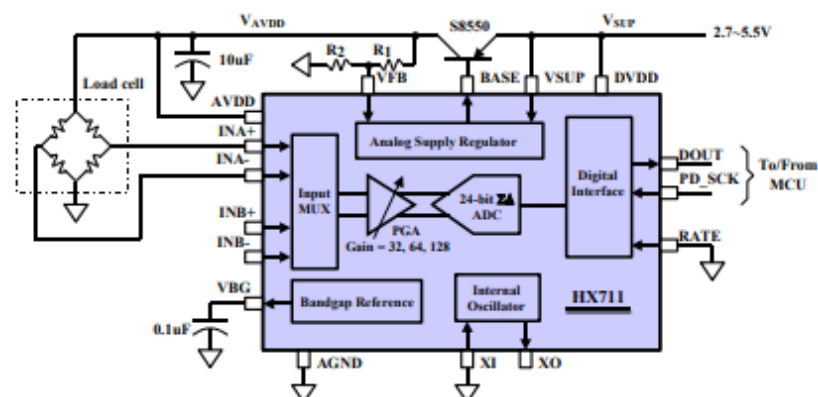 VAVDD
S8550
VSUP
2.7~5.5V
10uF
R2
R1
Load cell
VFB
BASE
VSUP
DVDD
AVDD
INA+
INA-
INB+
INB-
VBG
0.1uF
Analog Supply Regulator
Input
MUX
PGA
Gain = 32, 64, 128
24-bit ΣΔ
ADC
Digital
Interface
DOUT
PD_SCK
RATE
To/From
MCU
Bandgap Reference
Internal
Oscillator
HX711
AGND
XI
XO